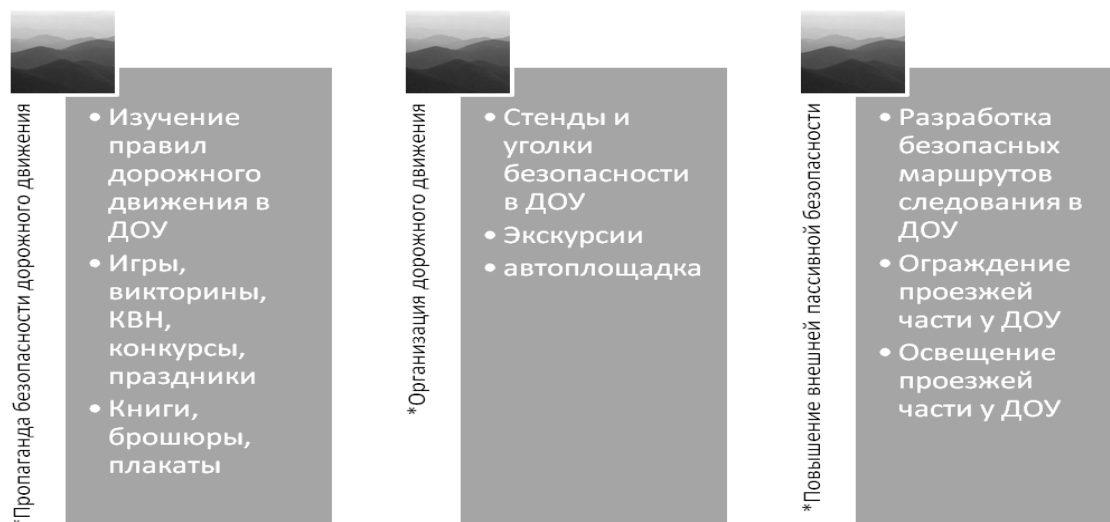 *Пропаганда безопасности дорожного движения
• Изучение
правил
дорожного
движения в
ДОУ
• Игры,
викторины,
КВН,
конкурсы,
праздники
• Книги,
брошюры,
плакаты
*Организация дорожного движения
• Стенды и
уголки
безопасности
в ДОУ
• Экскурсии
• автоплощадка
*Повышение внешней пассивной безопасности
• Разработка
безопасных
маршрутов
следования в
ДОУ
• Ограждение
проезжей
части у ДОУ
• Освещение
проезжей
части у ДОУ